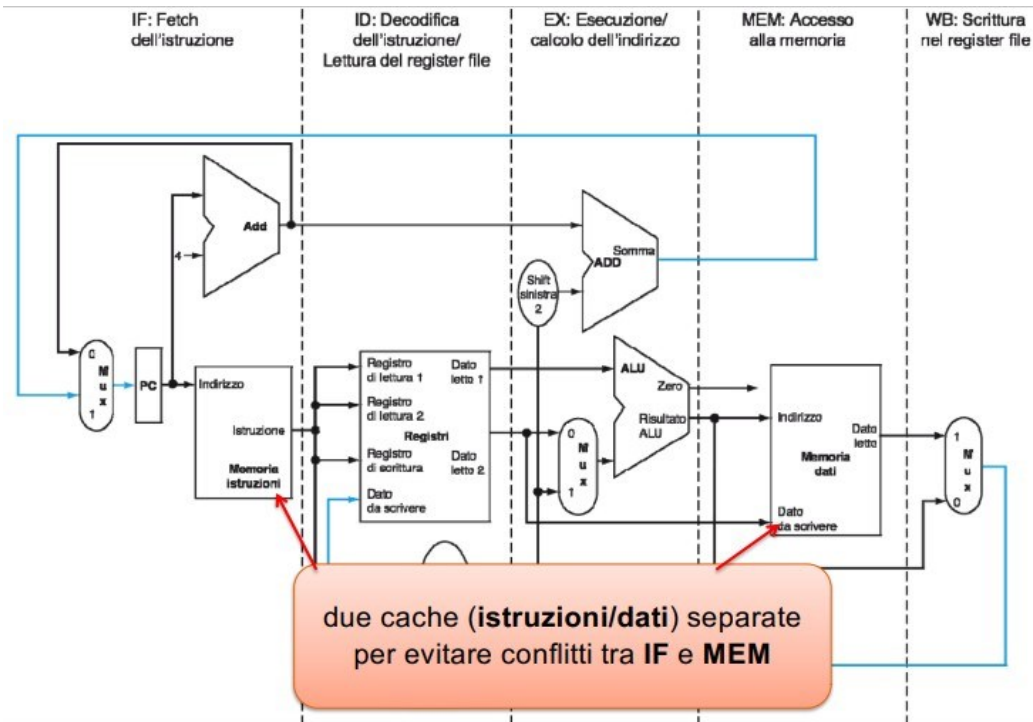 IF: Fetch
dell'istruzione
ID: Decodifica
dell'istruzione/
Lettura del register file
EX: Esecuzione/
calcolo dell'indirizzo
MEM: Accesso
alla memoria
WB: Scrittura
nel register file
Add
4
ADD
Somma
Shift
sinistra
2
0
M
u
x
1
PC
Indirizzo
Istruzione
Memoria
istruzioni
Registro
di lettura 1
Dato
letto 1
Registro
di lettura 2
Registri
Registro
di scrittura
Dato
letto 2
Dato
da scrivere
0
M
u
x
1
ALU
Zero
Risultato
ALU
Indirizzo
Dato
letto
Memoria
dati
Dato
da scrivere
1
M
u
x
0
due cache (istruzioni/dati) separate
per evitare conflitti tra IF e MEM